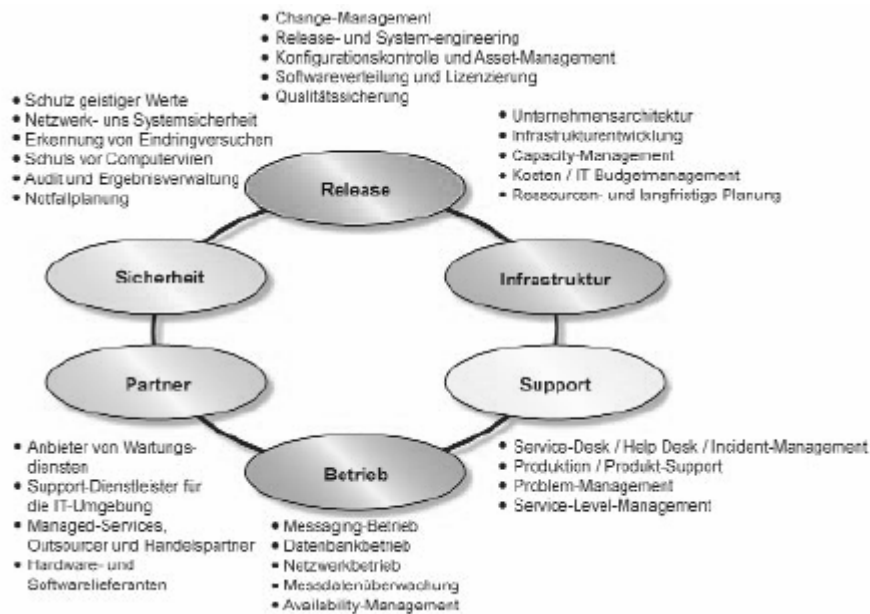 • Change-Management
• Release- und System-engineering
• Konfigurationskontrolle und Asset-Management
• Softwareverteilung und Lizenzierung
• Qualitätssicherung
• Schutz geistiger Werte
• Netzwerk- uns Systemsicherheit
• Erkennung von Eindringversuchen
• Schuls vor Computerviren
• Audit und Ergebnisverwaltung
• Notfallplanung
• Unternehmensarchitektur
• Infrastrukturentwicklung
• Capacity-Management
• Kosten / IT Budgetmanagement
• Ressourcen- und langfristige Planung
Release
Sicherheit
Infrastruktur
Partner
Support
Betrieb
• Anbieter von Wartungs-
diensten
• Support-Dienstleister für
die IT-Umgebung
• Managed-Services,
Outsourcer und Handelspartner
• Hardware- und
Softwarelieferanten
• Messaging-Betrieb
• Datenbankbetrieb
• Netzwerkbetrieb
• Messdatenüberwachung
• Availability-Management
• Service-Desk / Help Desk / Incident-Management
• Produktion / Produkt-Support
• Problem-Management
• Service-Level-Management